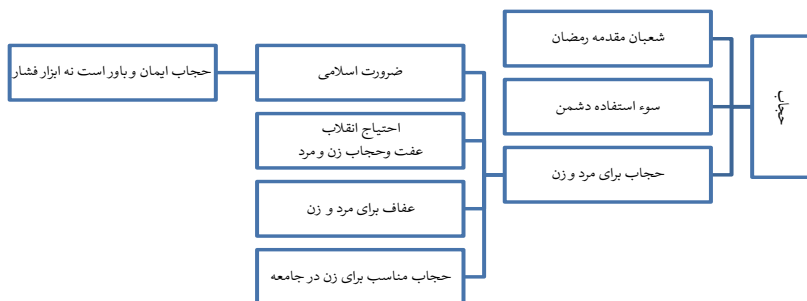 حجاب
شعبان مقدمه رمضان
سوء استفاده دشمن
حجاب برای مرد و زن
ضرورت اسلامی
احتیاج انقلاب
عفت وحجاب زن و مرد
عفاف برای مرد و زن
حجاب مناسب برای زن در جامعه
حجاب ایمان و باور است نه ابزار فشار